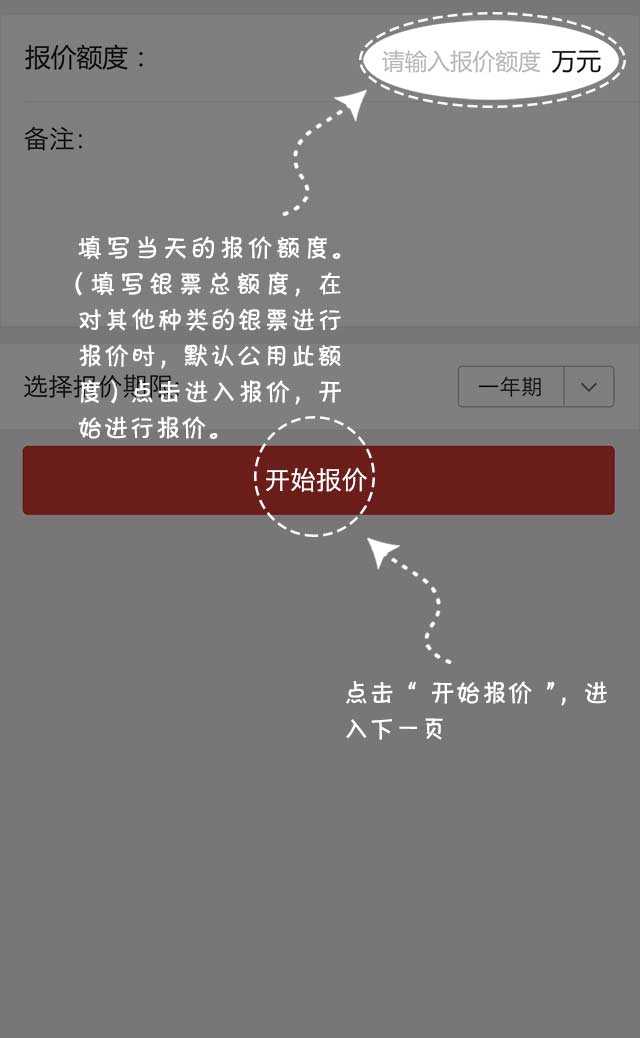 报价额度：
请输入报价额度 万元
备注：
填写当天的报价额度。
（填写银票总额度，在
对其他种类的银票进行
报价时，默认公用此额
度）点击进入报价，开
始进行报价。
选择报价期限：
一年期
开始报价
点击“开始报价”，进
入下一页